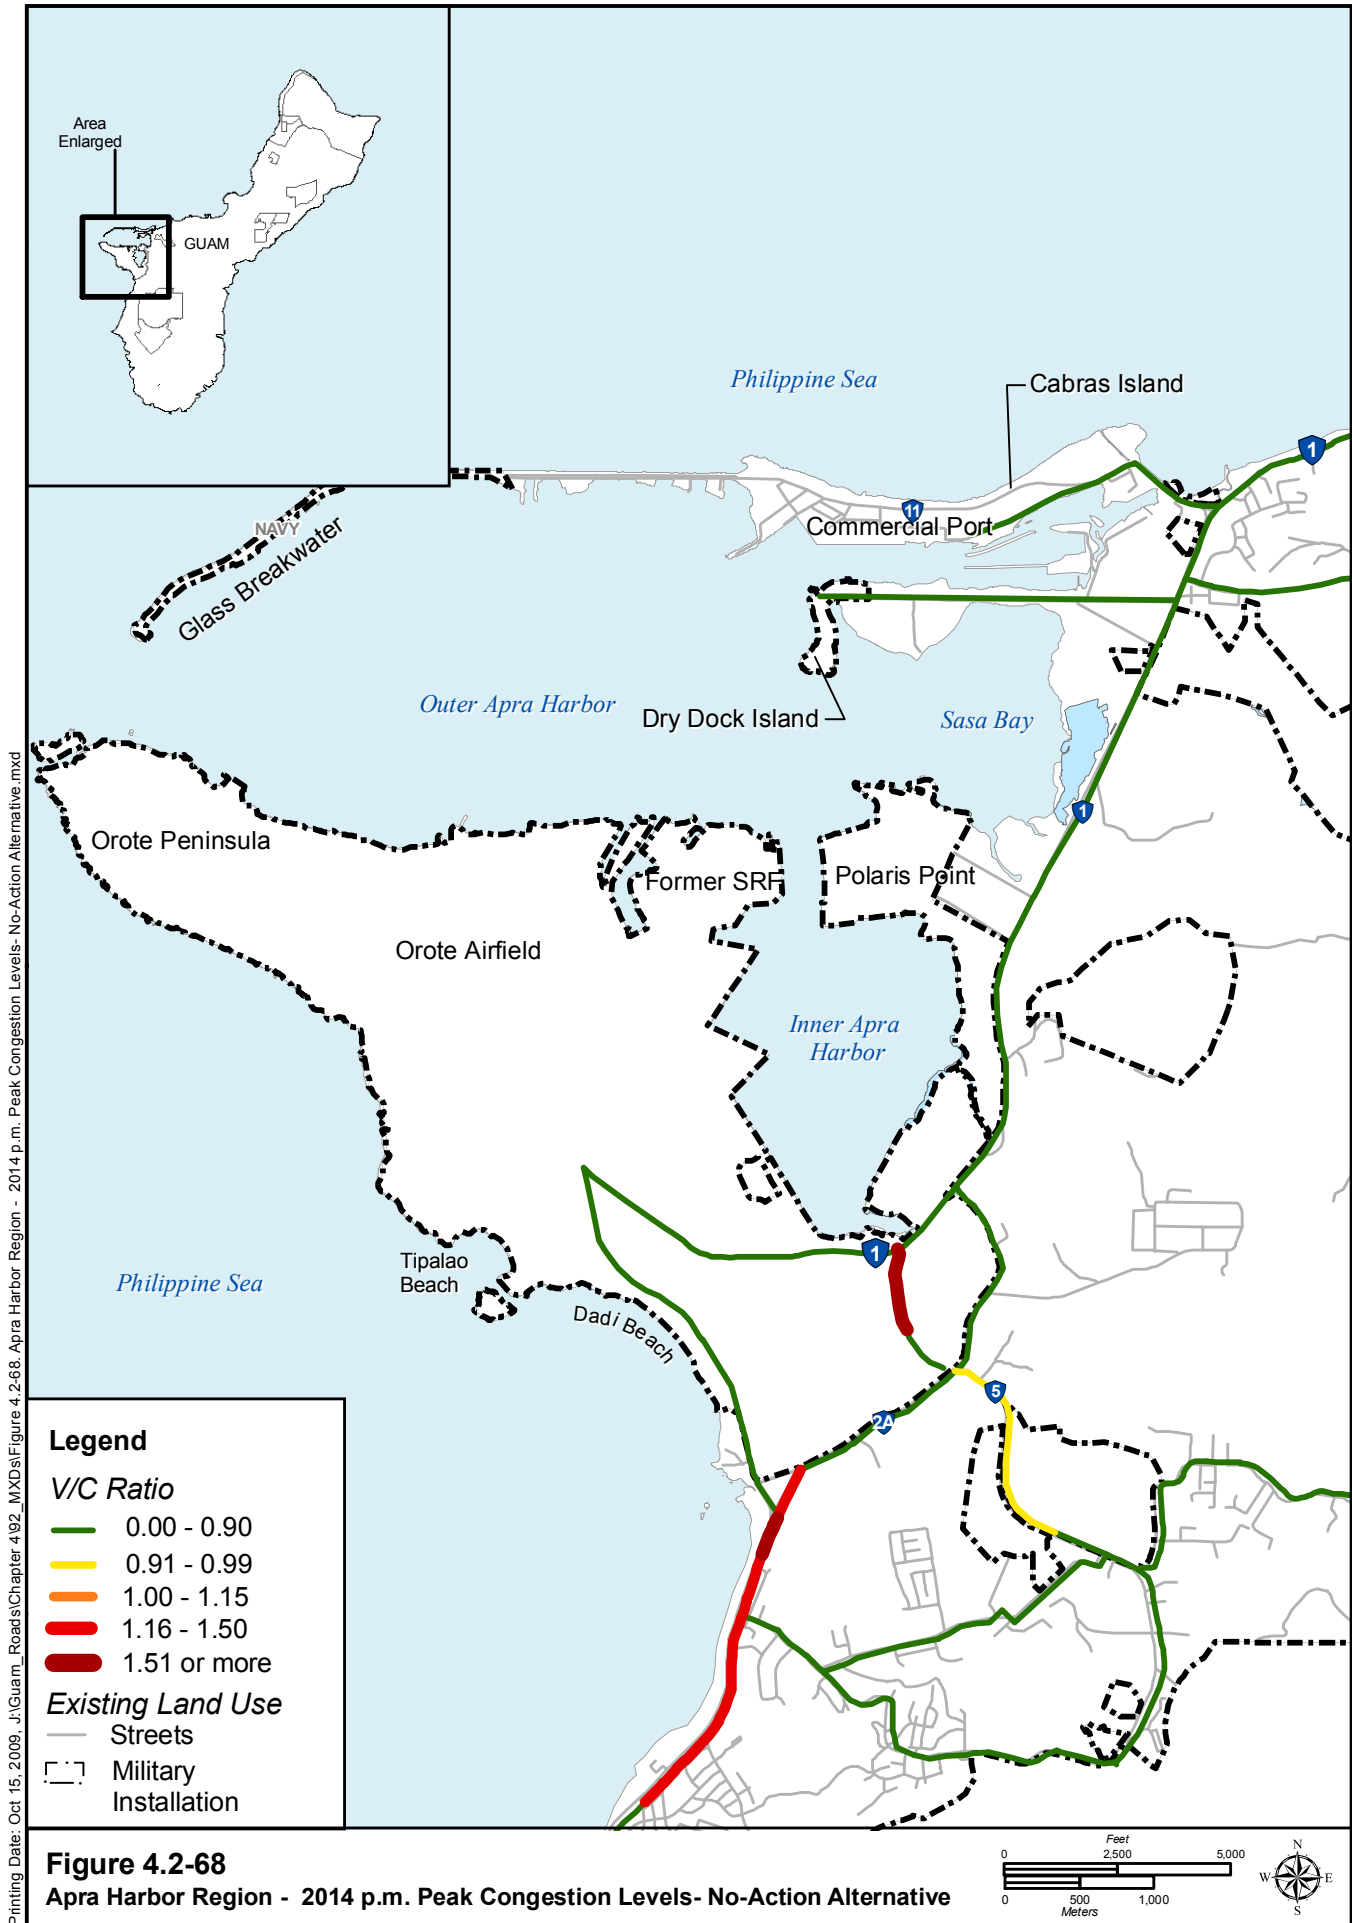 Area
Enlarged
GUAM
Philippine Sea
Cabras Island
1
11
Commercial Port
NAVY
Glass Breakwater
Outer Apra Harbor
Dry Dock Island
Sasa Bay
1
Orote Peninsula
Former SRF
Polaris Point
Orote Airfield
Inner Apra
Harbor
1
Tipalao
Beach
Philippine Sea
Dadi Beach
5
2A
Legend
V/C Ratio
0.00 - 0.90
0.91 - 0.99
1.00 - 1.15
1.16 - 1.50
1.51 or more
Existing Land Use
Streets
Military
Installation
Printing Date: Oct 15, 2009, J:\Guam_Roads\Chapter 4\92_MXDs\Figure 4.2-68. Apra Harbor Region - 2014 p.m. Peak Congestion Levels- No-Action Alternative.mxd
Figure 4.2-68
Apra Harbor Region - 2014 p.m. Peak Congestion Levels- No-Action Alternative
Feet
0 2,500 5,000
0 500 1,000
Meters
N
W E
S